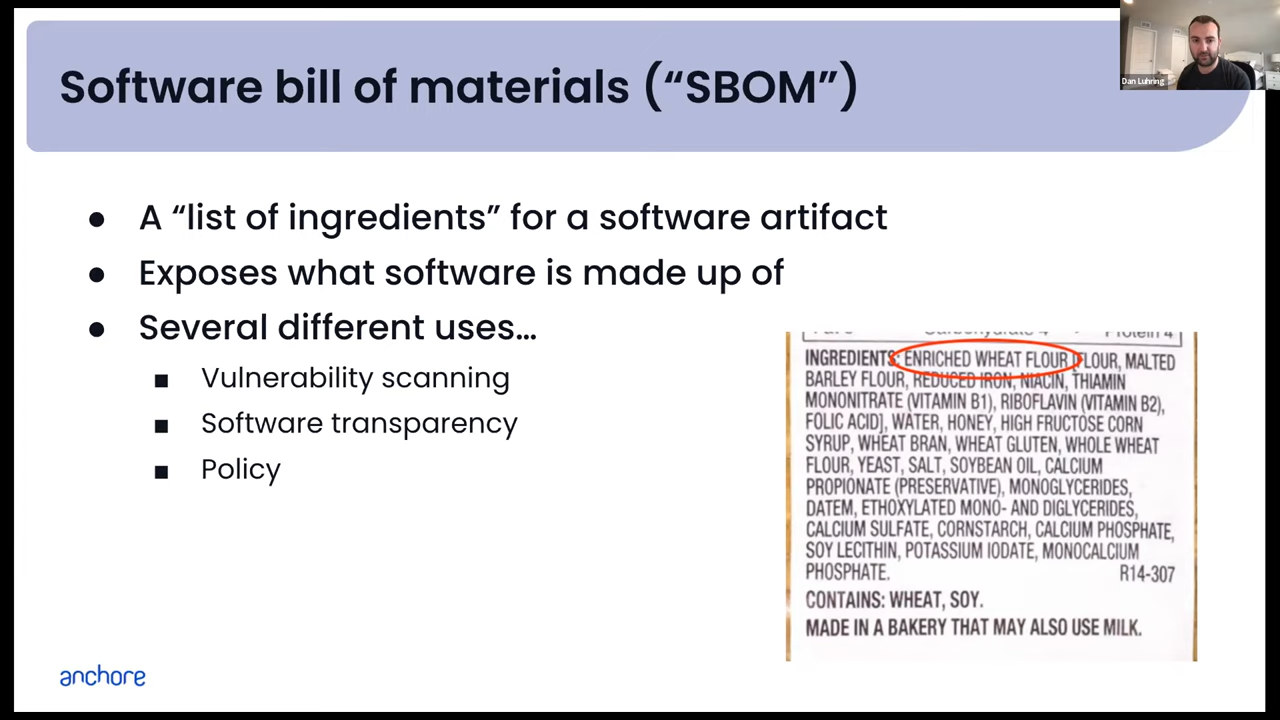 Software bill of materials (“SBOM”)
Dan Luhring
● A “list of ingredients” for a software artifact
● Exposes what software is made up of
● Several different uses…
■ Vulnerability scanning
■ Software transparency
■ Policy
Protein 4
INGREDIENTS: ENRICHED WHEAT FLOUR FLOUR, MALTED
BARLEY FLOUR, REDUCED IRON, NIACIN, THIAMIN
MONONITRATE (VITAMIN B1), RIBOFLAVIN (VITAMIN B2),
FOLIC ACID], WATER, HONEY, HIGH FRUCTOSE CORN
SYRUP, WHEAT BRAN, WHEAT GLUTEN, WHOLE WHEAT
FLOUR, YEAST, SALT, SOYBEAN OIL, CALCIUM
PROPIONATE (PRESERVATIVE), MONOGLYCERIDES,
DATEM, ETHOXYLATED MONO- AND DIGLYCERIDES,
CALCIUM SULFATE, CORNSTARCH, CALCIUM PHOSPHATE,
SOY LECITHIN, POTASSIUM IODATE, MONOCALCIUM
PHOSPHATE. R14-307
CONTAINS: WHEAT, SOY.
MADE IN A BAKERY THAT MAY ALSO USE MILK.
anchore